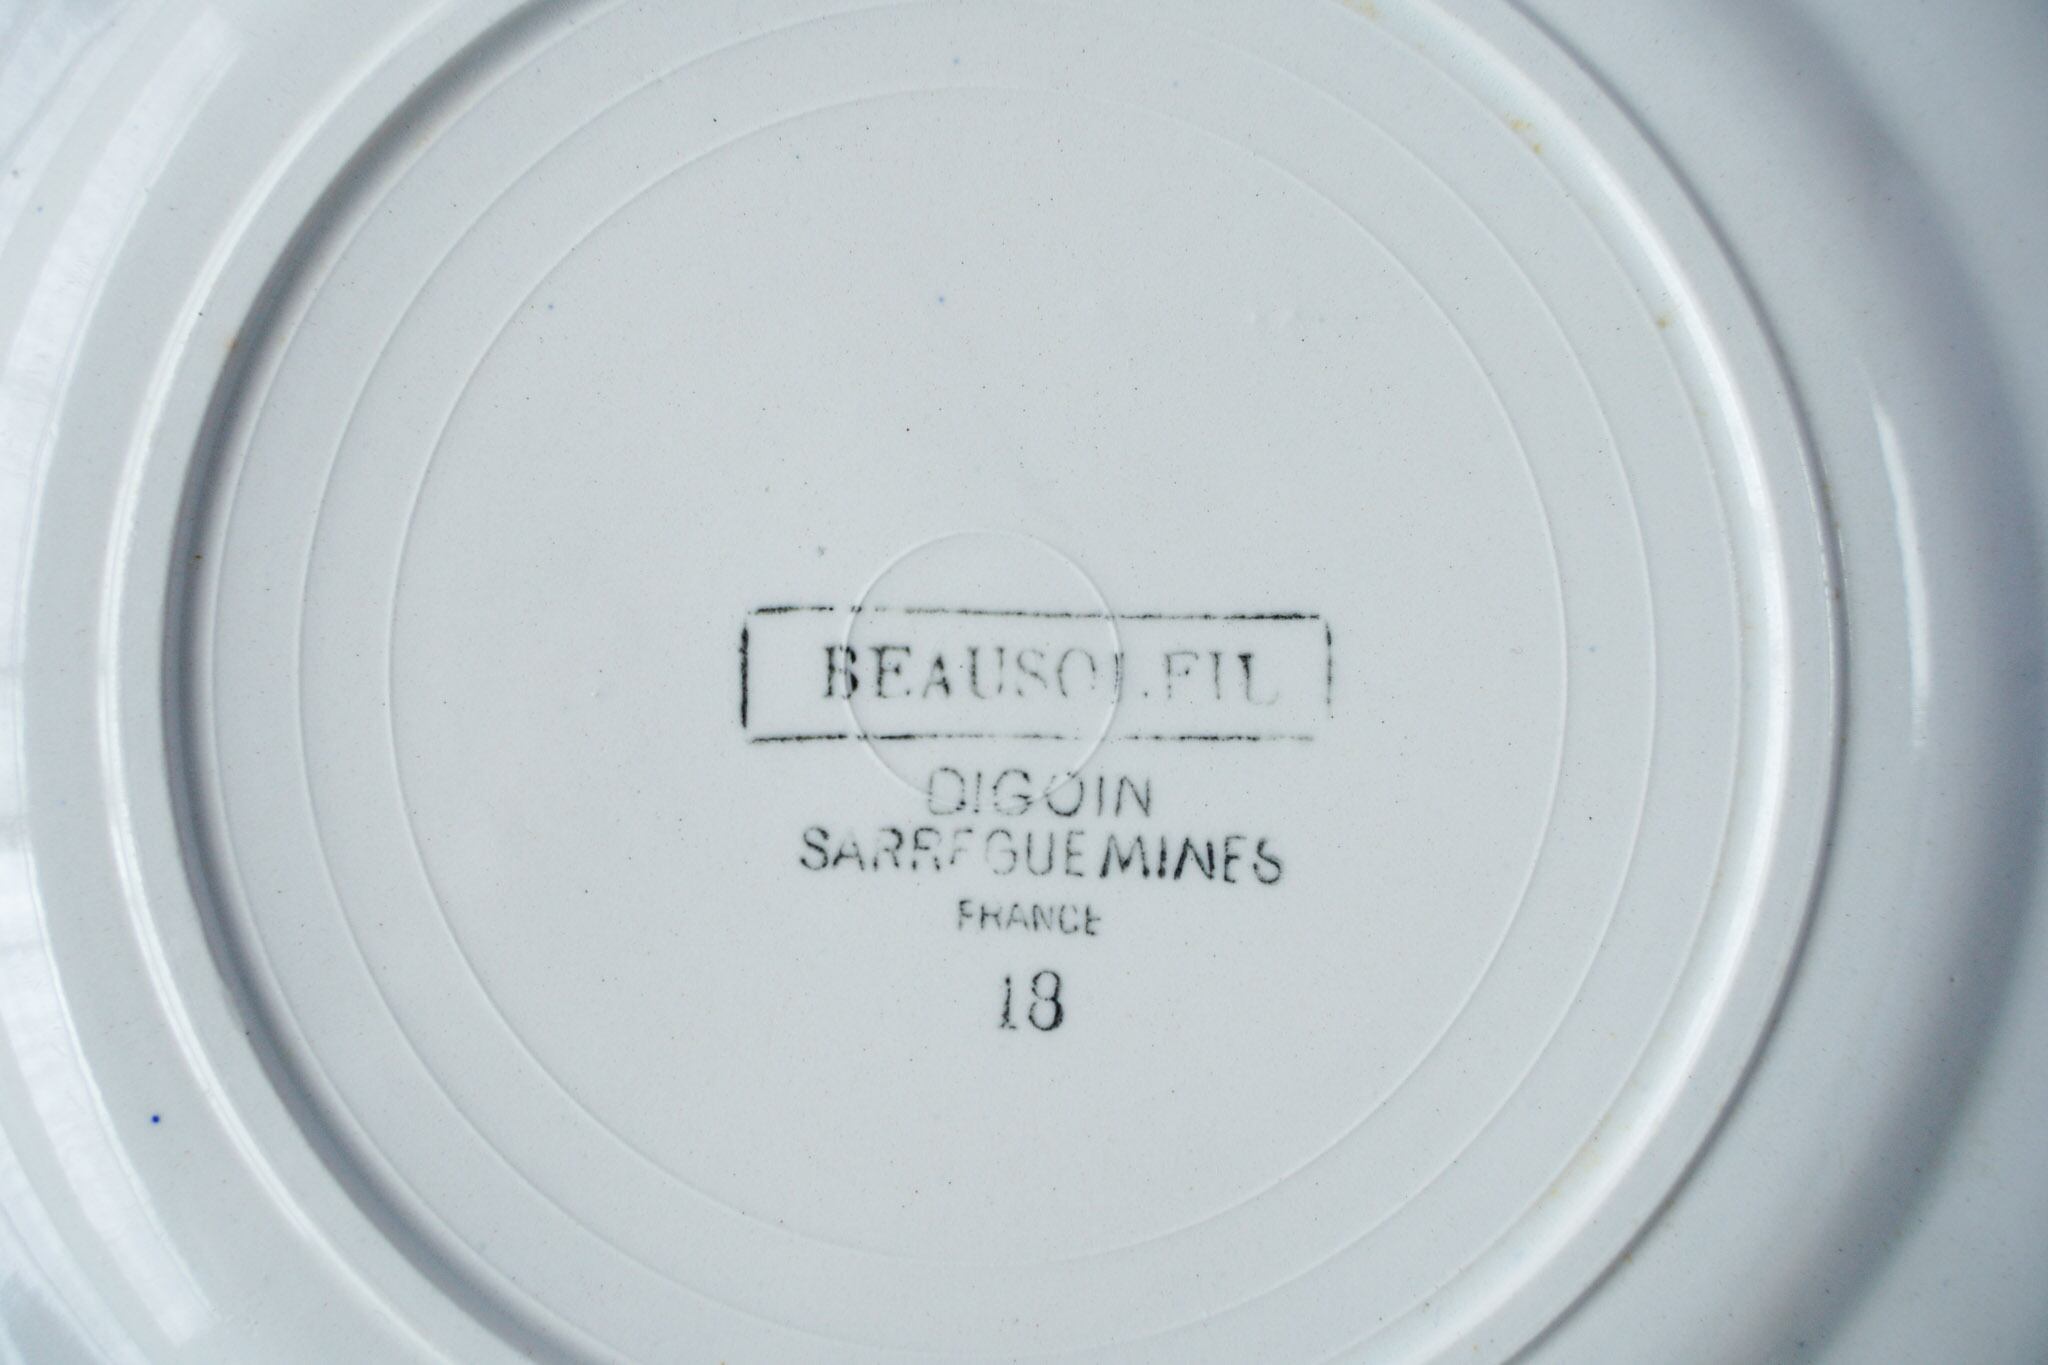 BEAUSOLEIL
DIGOIN
SARREGUEMINES
FRANCE
18